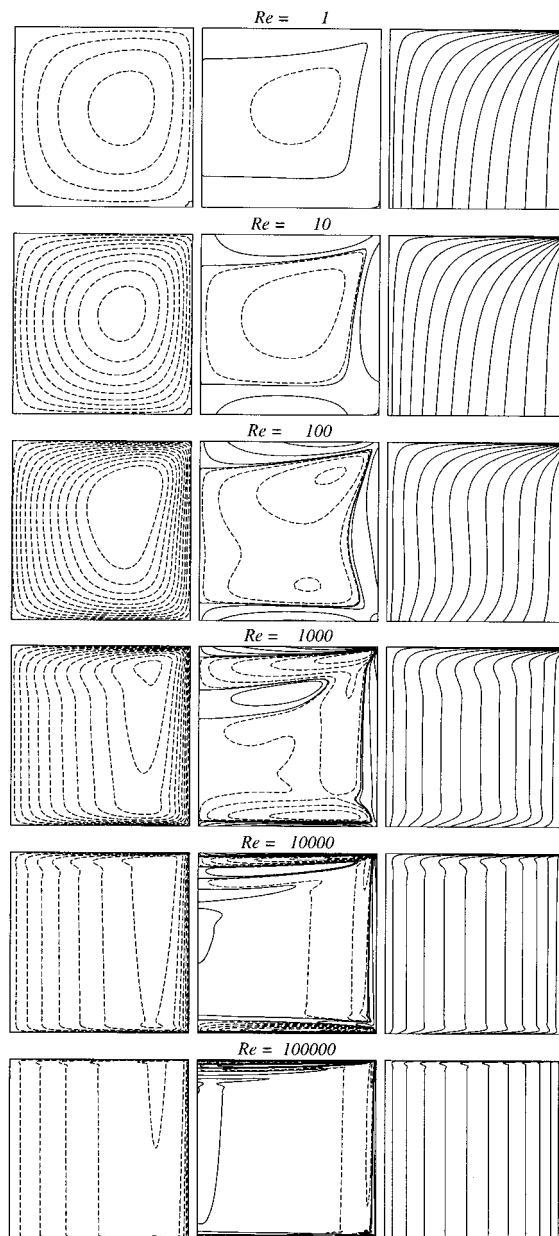 Re = 1
Re = 10
Re = 100
Re = 1000
Re = 10000
Re = 100000